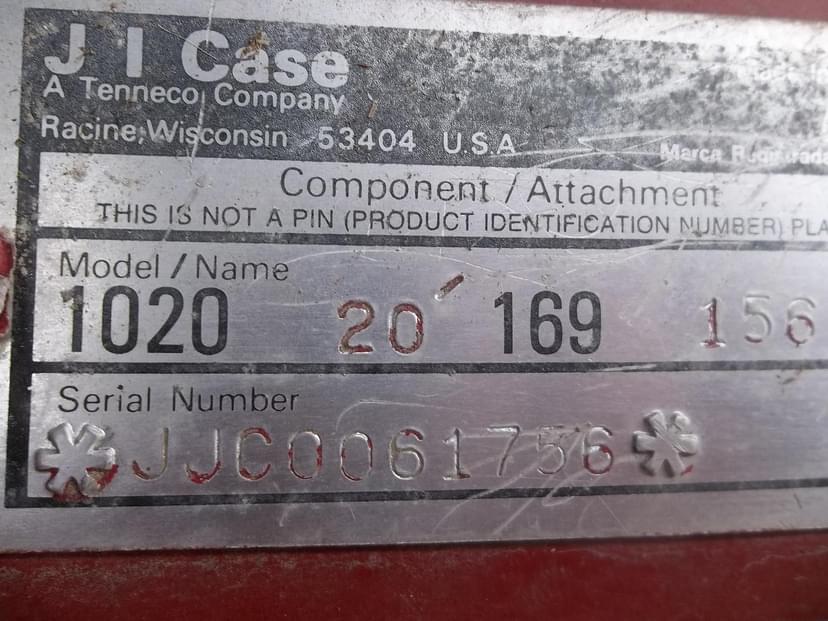 J I Case
A Tenneco Company
Racine, Wisconsin 53404 U.S.A
Marca Registrada
Component / Attachment
THIS IS NOT A PIN (PRODUCT IDENTIFICATION NUMBER) PLA
Model / Name
1020 20' 169 156
Serial Number
*JJC0061756*